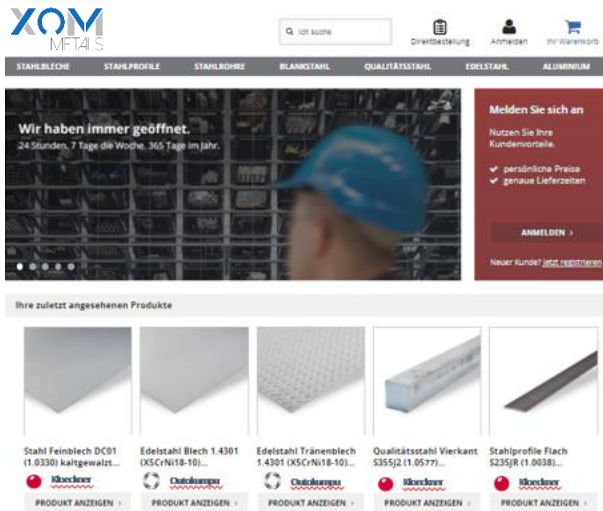 XOM
METALS
Ich suche
Direktbestellung
Anmelden
Ihr Warenkorb
STAHLBLECHE STAHLPROFILE STAHLROHRE BLANKSTAHL QUALITÄTSSTAHL EDELSTAHL ALUMINIUM
Wir haben immer geöffnet.
24 Stunden. 7 Tage die Woche. 365 Tage im Jahr.
Melden Sie sich an
Nutzen Sie Ihre
Kundenvorteile.
persönliche Preise
genaue Lieferzeiten
ANMELDEN ›
Neuer Kunde? Jetzt registrieren
Ihre zuletzt angesehenen Produkte
Stahl Feinblech DC01
(1.0330) kaltgewalzt...
Kloeckner
PRODUKT ANZEIGEN ›
Edelstahl Blech 1.4301
(X5CrNi18-10)...
Outokumpu
PRODUKT ANZEIGEN ›
Edelstahl Tränenblech
1.4301 (X5CrNi18-10)...
Outokumpu
PRODUKT ANZEIGEN ›
Qualitätsstahl Vierkant
S355J2 (1.0577)...
Kloeckner
PRODUKT ANZEIGEN ›
Stahlprofile Flach
S235JR (1.0038)...
Kloeckner
PRODUKT ANZEIGEN ›